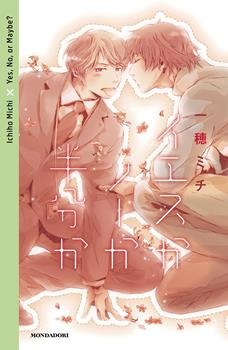 Ichiho Michi × Yes, No, or Maybe?
一穂ミチ
イエスか
ノーか
半分か
MONDADORI